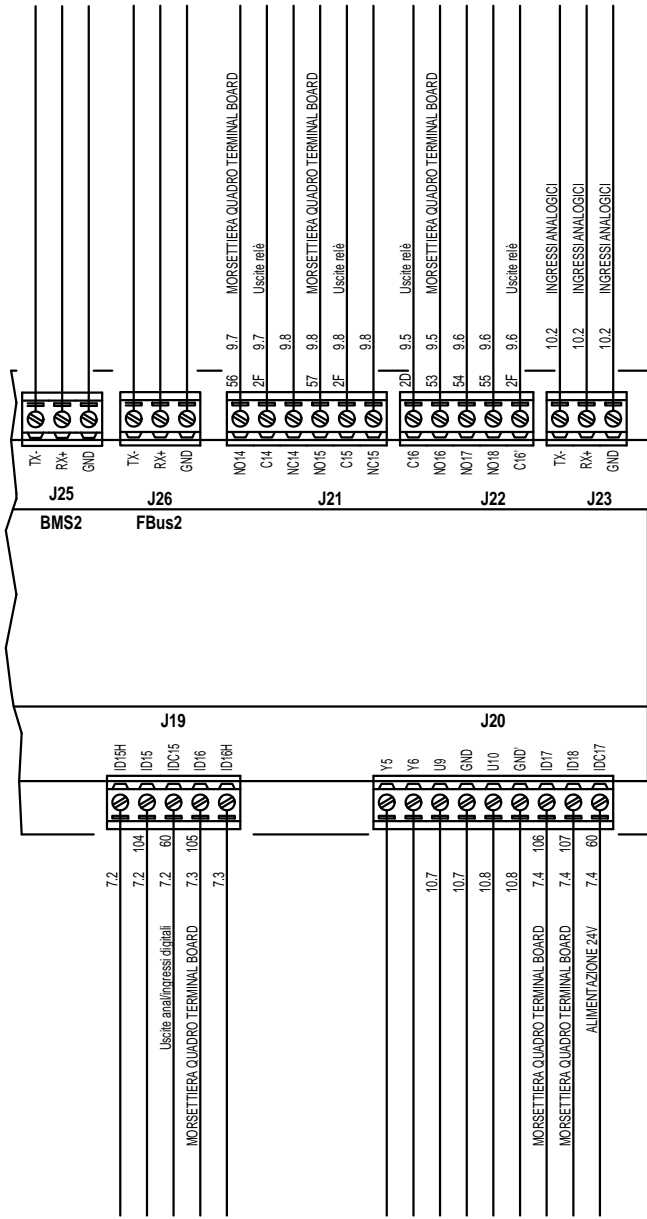 MORSETTIERA QUADRO TERMINAL BOARD
Uscite relè
MORSETTIERA QUADRO TERMINAL BOARD
Uscite relè
Uscite relè
MORSETTIERA QUADRO TERMINAL BOARD
Uscite relè
INGRESSI ANALOGICI
INGRESSI ANALOGICI
INGRESSI ANALOGICI
56 9.7
2F 9.7
9.8
57 9.8
2F 9.8
9.8
2D 9.5
53 9.5
54 9.6
55 9.6
2F 9.6
10.2
10.2
10.2
TX-
RX+
GND
TX-
RX+
GND
NO14
C14
NC14
NO15
C15
NC15
C16
NO16
NO17
NO18
C16'
TX-
RX+
GND
J25
J26
J21
J22
J23
BMS2
FBus2
J19
J20
ID15H
ID15
IDC15
ID16
ID16H
Y5
Y6
U9
GND
U10
GND'
ID17
ID18
IDC17
7.2
7.2 104
7.2 60
7.3 105
7.3
10.7
10.7
10.8
10.8
7.4 106
7.4 107
7.4 60
Uscite anal/ingressi digitali
MORSETTIERA QUADRO TERMINAL BOARD
MORSETTIERA QUADRO TERMINAL BOARD
MORSETTIERA QUADRO TERMINAL BOARD
ALIMENTAZIONE 24V